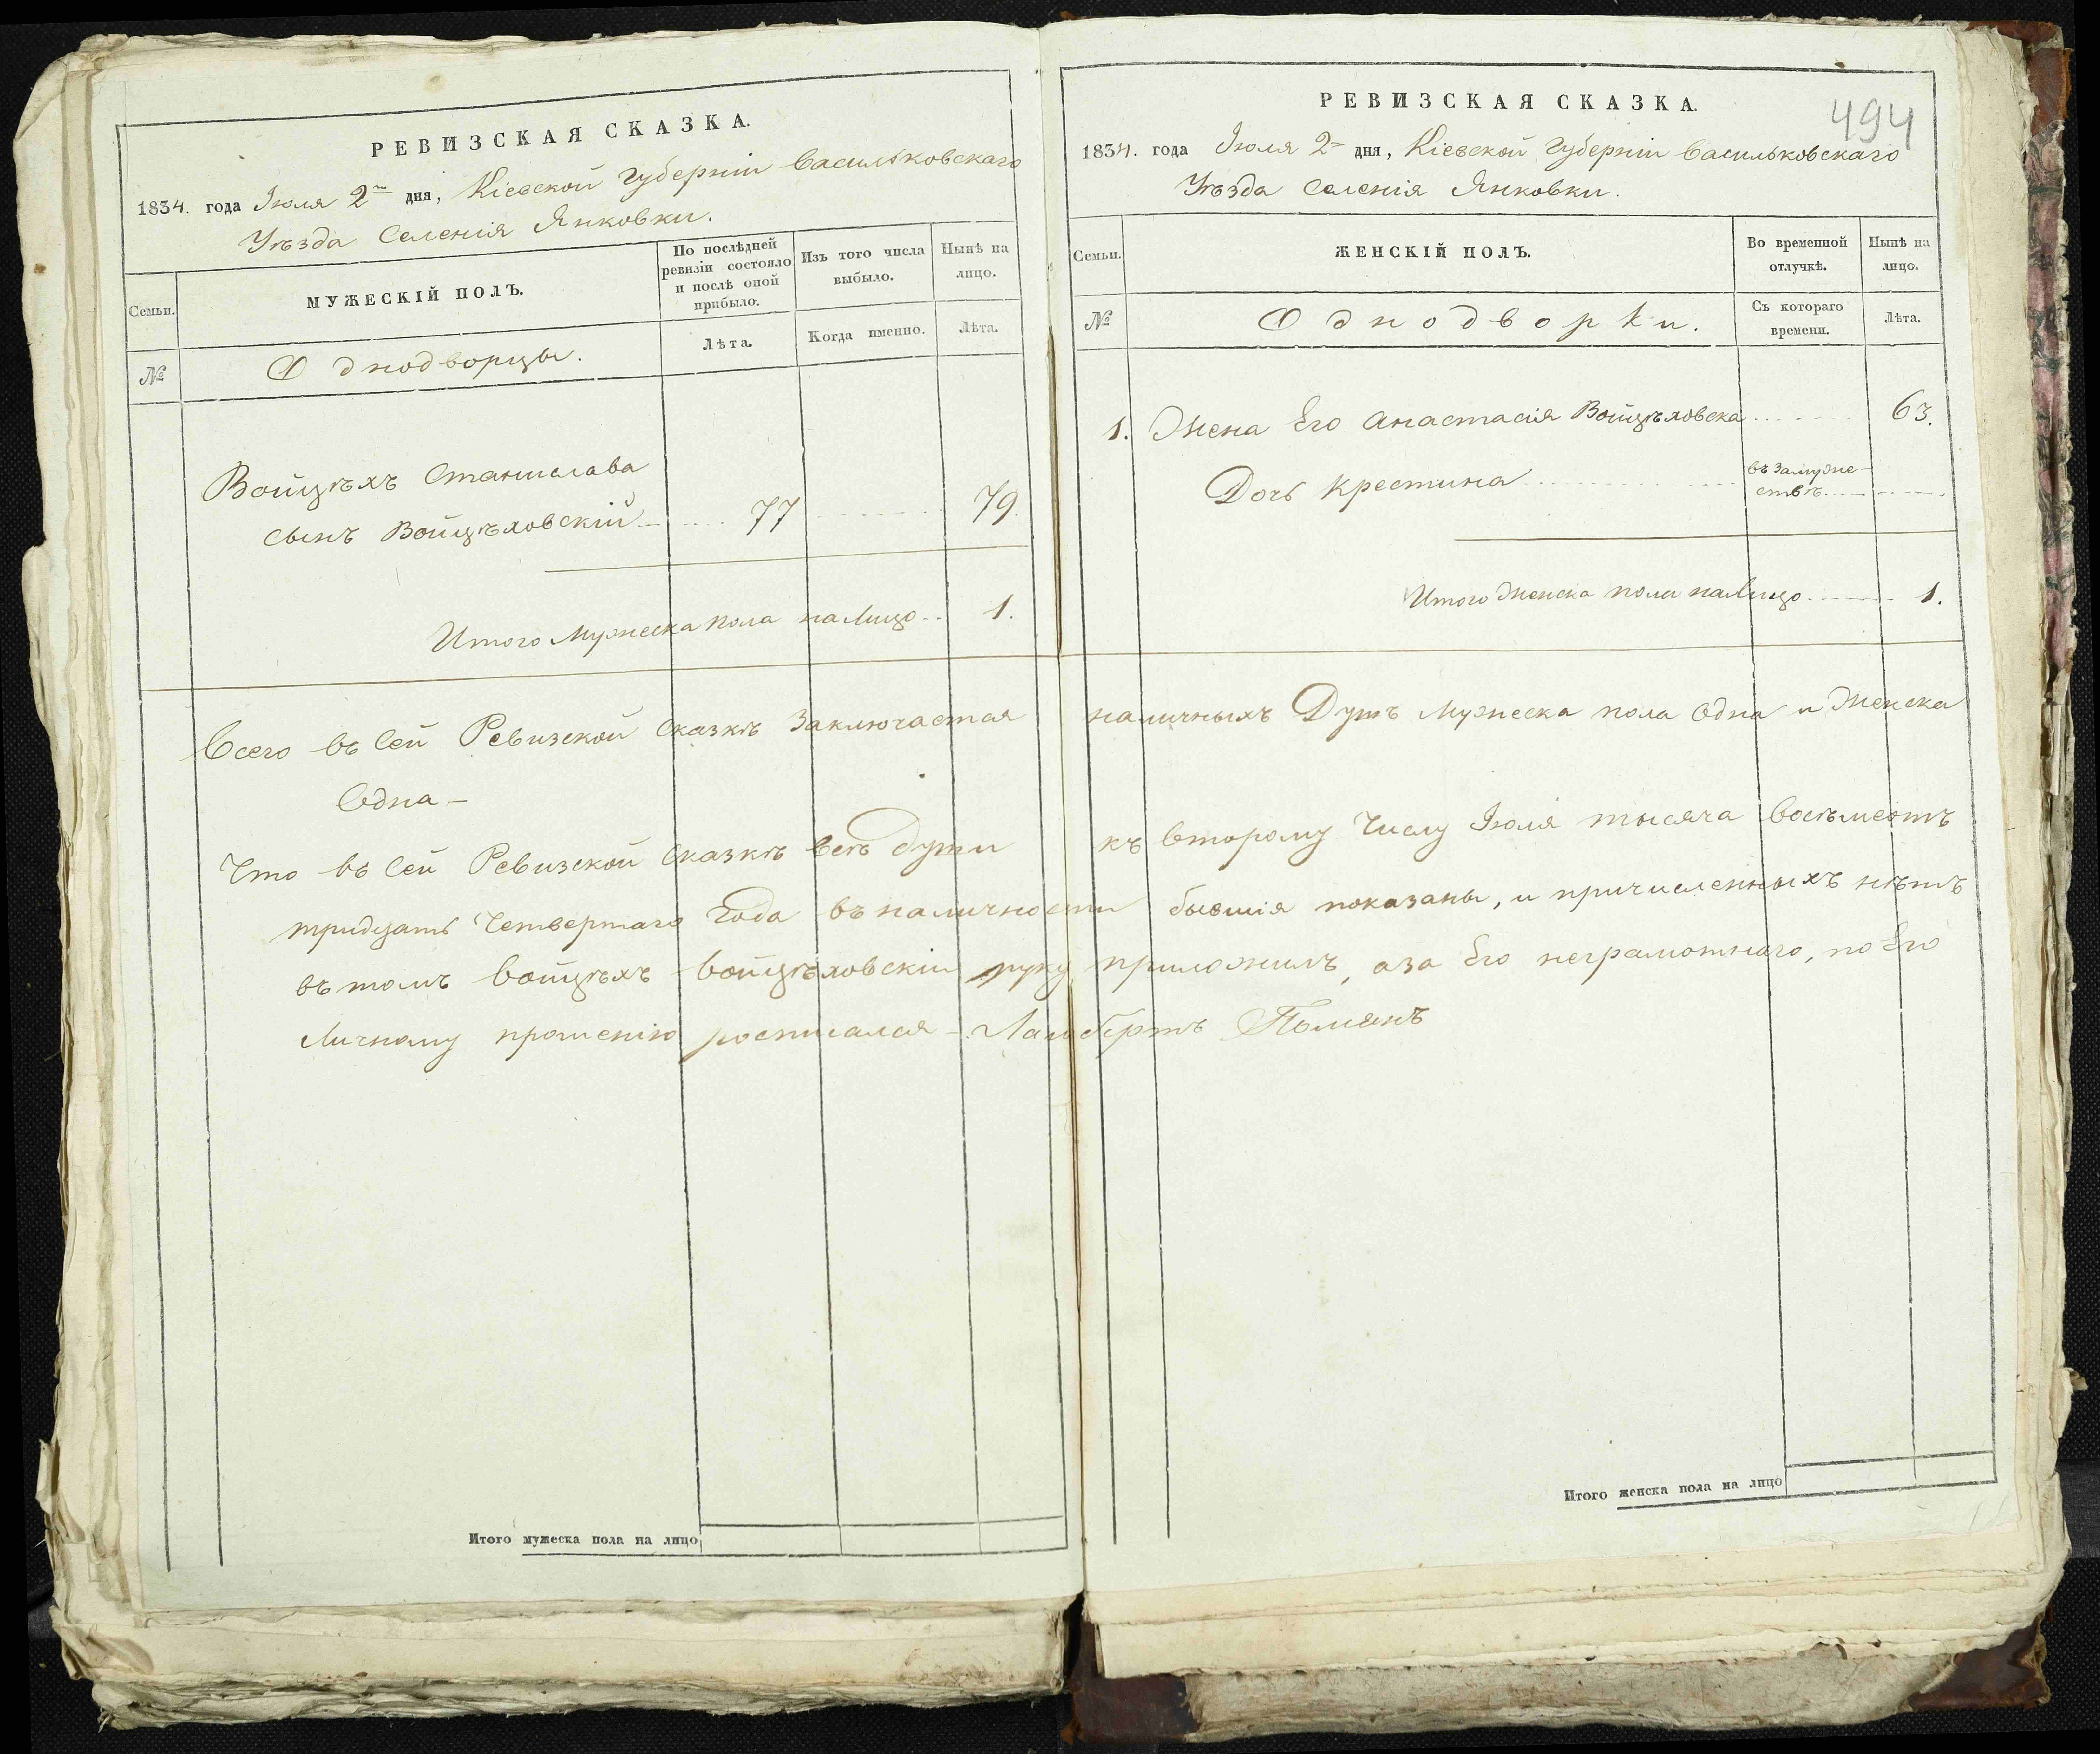 РЕВИЗСКАЯ СКАЗКА.
1834. года Іюля 2го дня, Кіевской Губерніи Васильковскаго
Уѣзда Селенія Янковки.
Семьи.
МУЖЕСКІЙ ПОЛЪ.
По послѣдней
ревизіи состояло
и послѣ оной
прибыло.
Изъ того числа
выбыло.
Нынѣ на
лицо.
№
Однодворцы.
Лѣта.
Когда именно.
Лѣта.
Войцѣхъ Станислава
сынъ Войцѣховскій 77 79.
Итого Мужеска пола на Лицо 1.
Всего въ Сей Ревизской Сказкѣ Заключается
Одна –
Что въ Сей Ревизской Сказкѣ всѣ души
тридцать Четвертаго Года въ наличности
въ томъ Войцѣхъ Войцѣховскій руку
Личному прошенію росписался – Ламбертъ
Итого мужеска пола на лицо
РЕВИЗСКАЯ СКАЗКА.
494
1834. года Іюля 2го дня, Кіевской Губерніи Васильковскаго
Уѣзда Селенія Янковки.
Семьи.
ЖЕНСКІЙ ПОЛЪ.
Во временной
отлучкѣ.
Нынѣ на
лицо.
№
Однодворки.
Съ котораго
времени.
Лѣта.
1. Жена Его Анастасія Войцѣховска 63.
Дочь Крестина въ Замуже-
ствѣ
Итого Женска пола на Лицо 1.
наличныхъ Душъ Мужеска пола Одна и Женска
къ Второму Числу Іюля тысяча Восѣмсотъ
бывшія показаны, и причисленныхъ нѣтъ
приложилъ, а за Его неграмотнаго, по Его
Итого женска пола на лицо